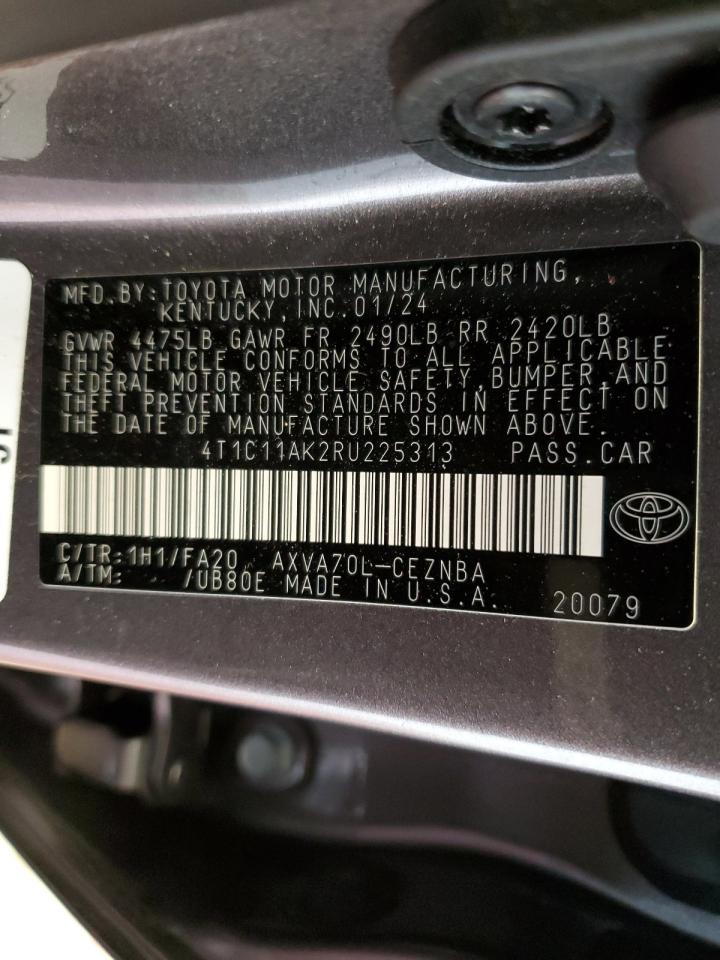 MFD.BY:TOYOTA MOTOR MANUFACTURING,
KENTUCKY,INC.01/24
GVWR 4475LB GAWR FR 2490LB RR 2420LB
THIS VEHICLE CONFORMS TO ALL APPLICABLE
FEDERAL MOTOR VEHICLE SAFETY,BUMPER,AND
THEFT PREVENTION STANDARDS IN EFFECT ON
THE DATE OF MANUFACTURE SHOWN ABOVE.
4T1C11AK2RU225313 PASS.CAR
C/TR:1H1/FA20 AXVA70L-CEZNBA
A/TM: /UB80E MADE IN U.S.A. 20079